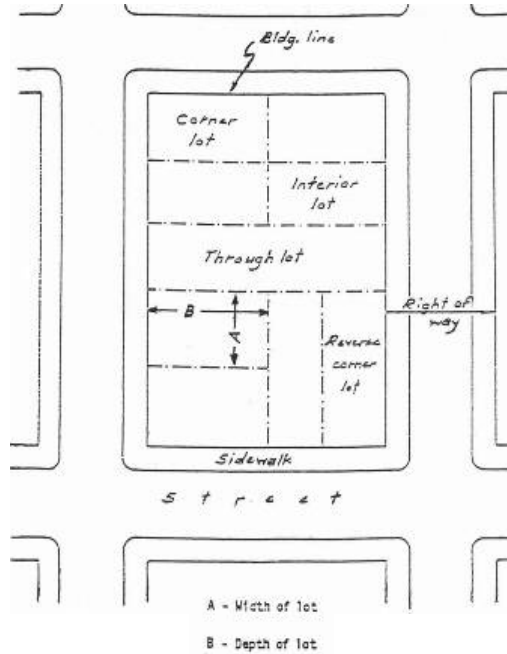 Bldg. line
Corner
lot
Interior
lot
Through lot
Right of
way
B
A
Reverse
corner
lot
Sidewalk
Street
A - Width of lot
B - Depth of lot